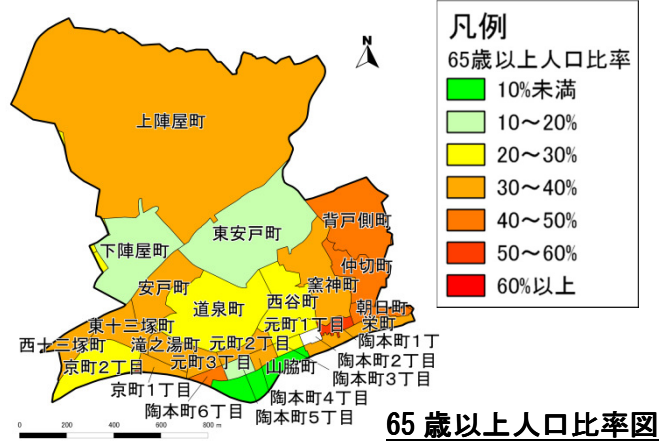 N
凡例
65歳以上人口比率
10%未満
10～20%
20～30%
30～40%
40～50%
50～60%
60%以上
上陣屋町
背戸側町
東安戸町
下陣屋町
仲切町
安戸町
窯神町
西谷町
道泉町
朝日町
東十三塚町
元町1丁目
栄町
西十三塚町
滝之湯町
元町2丁目
陶本町1丁
京町2丁目
元町3丁目
山脇町
陶本町2丁目
陶本町3丁目
京町1丁目
陶本町4丁目
陶本町6丁目
陶本町5丁目
0 200 400 600 800 m
65歳以上人口比率図